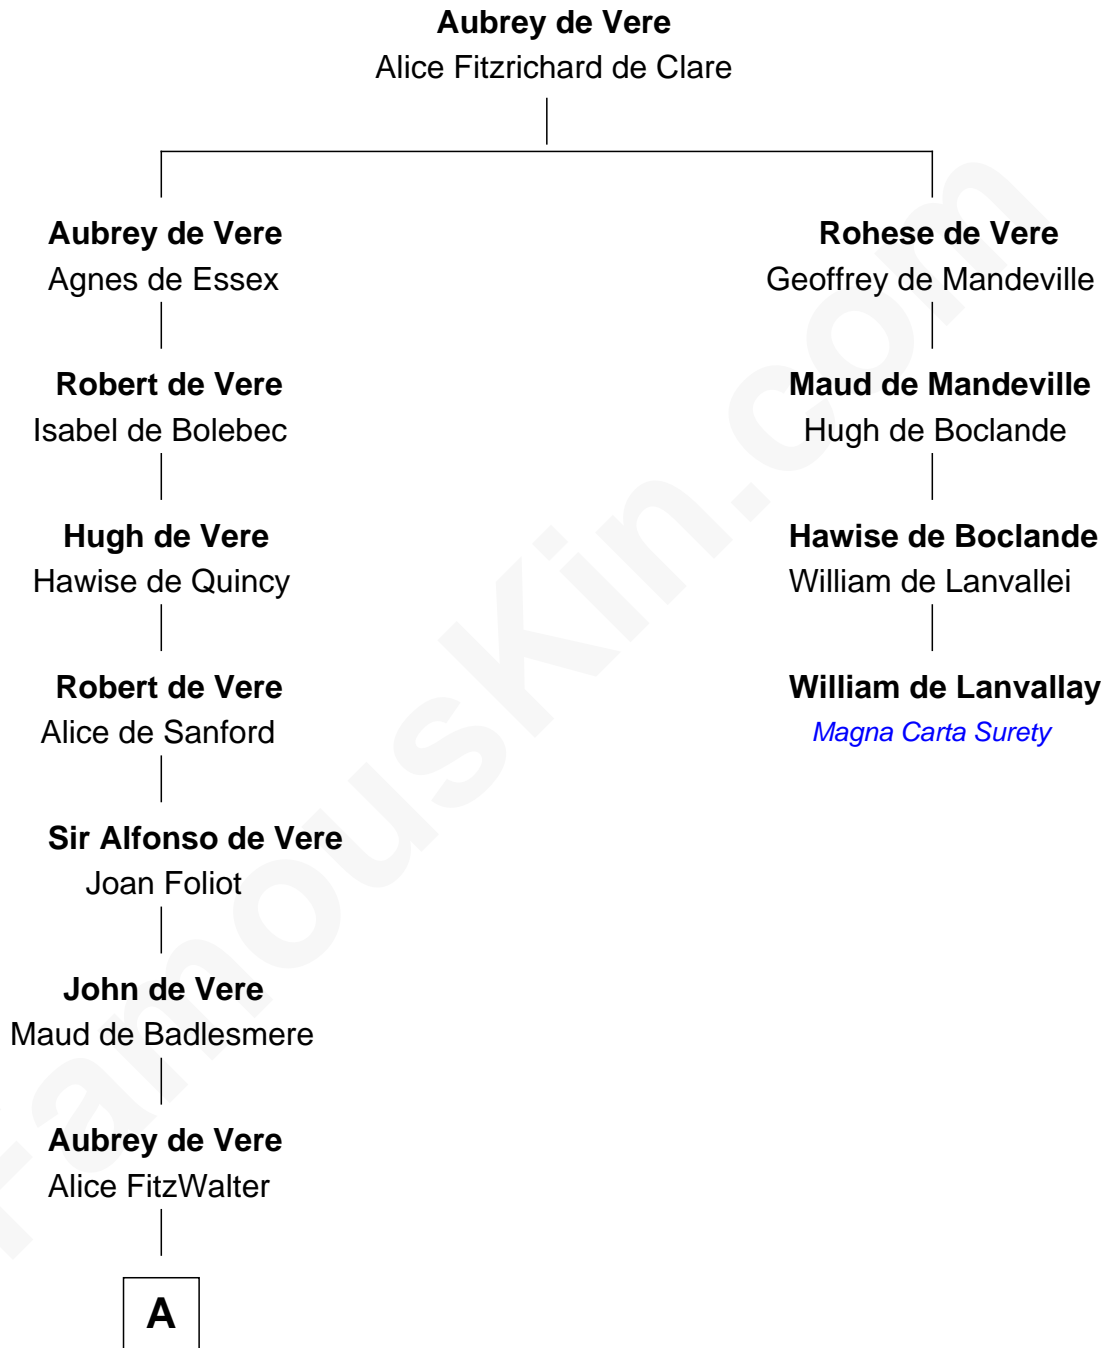 Aubrey de Vere
Alice Fitzrichard de Clare
Aubrey de Vere
Agnes de Essex
Rohese de Vere
Geoffrey de Mandeville
Robert de Vere
Isabel de Bolebec
Maud de Mandeville
Hugh de Boclande
Hugh de Vere
Hawise de Quincy
Hawise de Boclande
William de Lanvallei
Robert de Vere
Alice de Sanford
William de Lanvallay
Magna Carta Surety
Sir Alfonso de Vere
Joan Foliot
John de Vere
Maud de Badlesmere
Aubrey de Vere
Alice FitzWalter
A
FamousKin.com